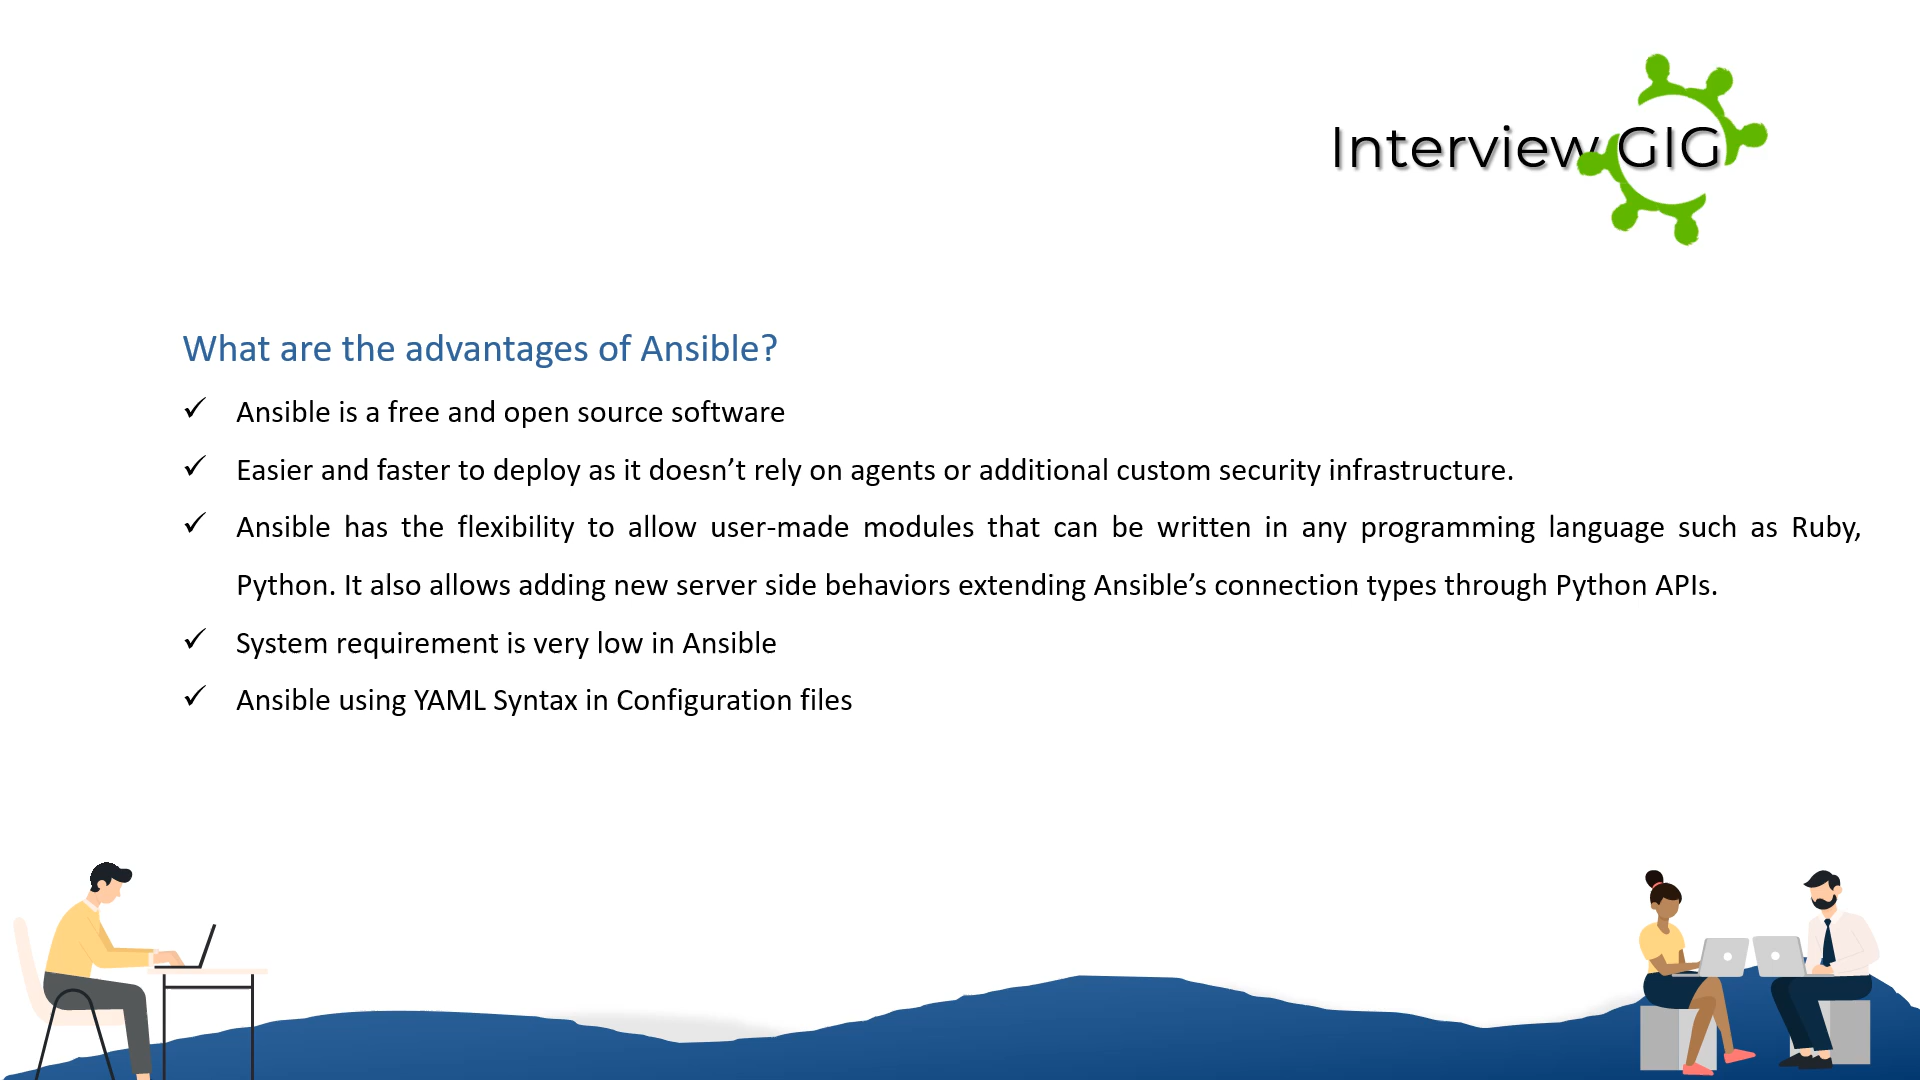 Interview GIG
What are the advantages of Ansible?
✓ Ansible is a free and open source software
✓ Easier and faster to deploy as it doesn’t rely on agents or additional custom security infrastructure.
✓ Ansible has the flexibility to allow user-made modules that can be written in any programming language such as Ruby,
Python. It also allows adding new server side behaviors extending Ansible’s connection types through Python APIs.
✓ System requirement is very low in Ansible
✓ Ansible using YAML Syntax in Configuration files